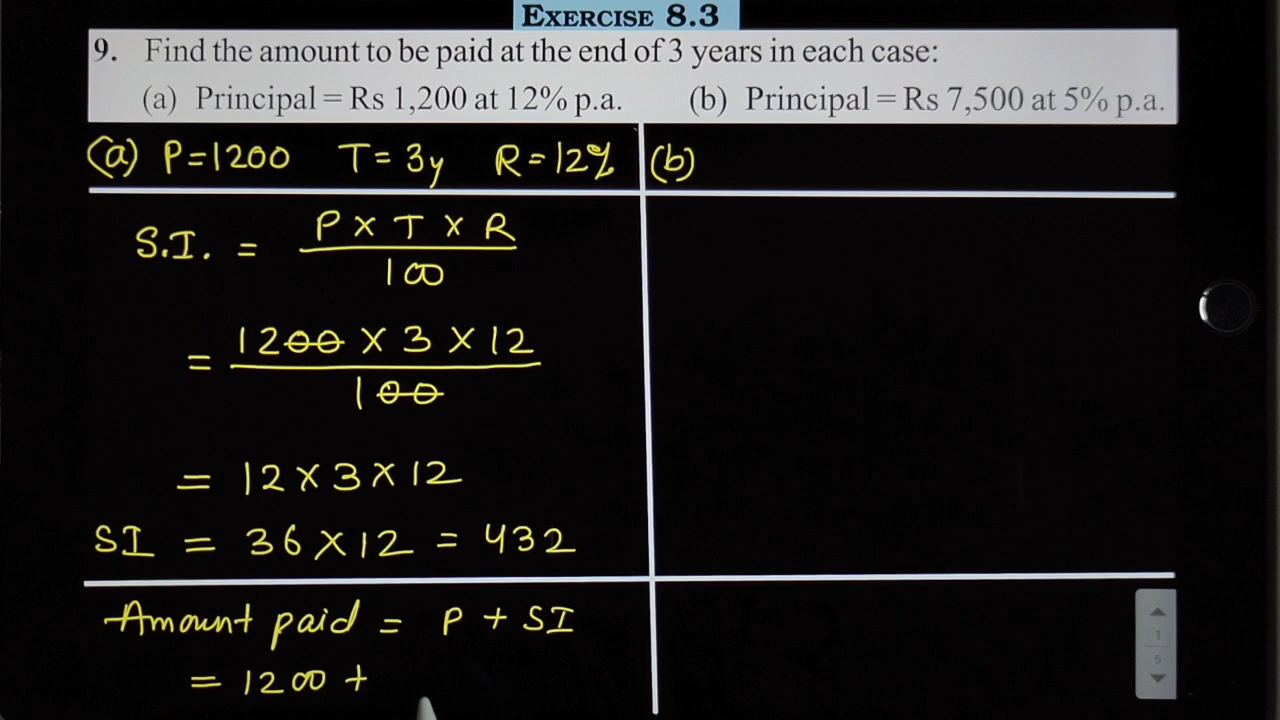 EXERCISE 8.3
9. Find the amount to be paid at the end of 3 years in each case:
(a) Principal = Rs 1,200 at 12% p.a. (b) Principal = Rs 7,500 at 5% p.a.
(a) P=1200 T=3y R=12% (b)
S.I. = P X T X R
100
= 1200 X 3 X 12
100
= 12 X 3 X 12
SI = 36 X 12 = 432
Amount paid = P + SI
= 1200 +
1
5